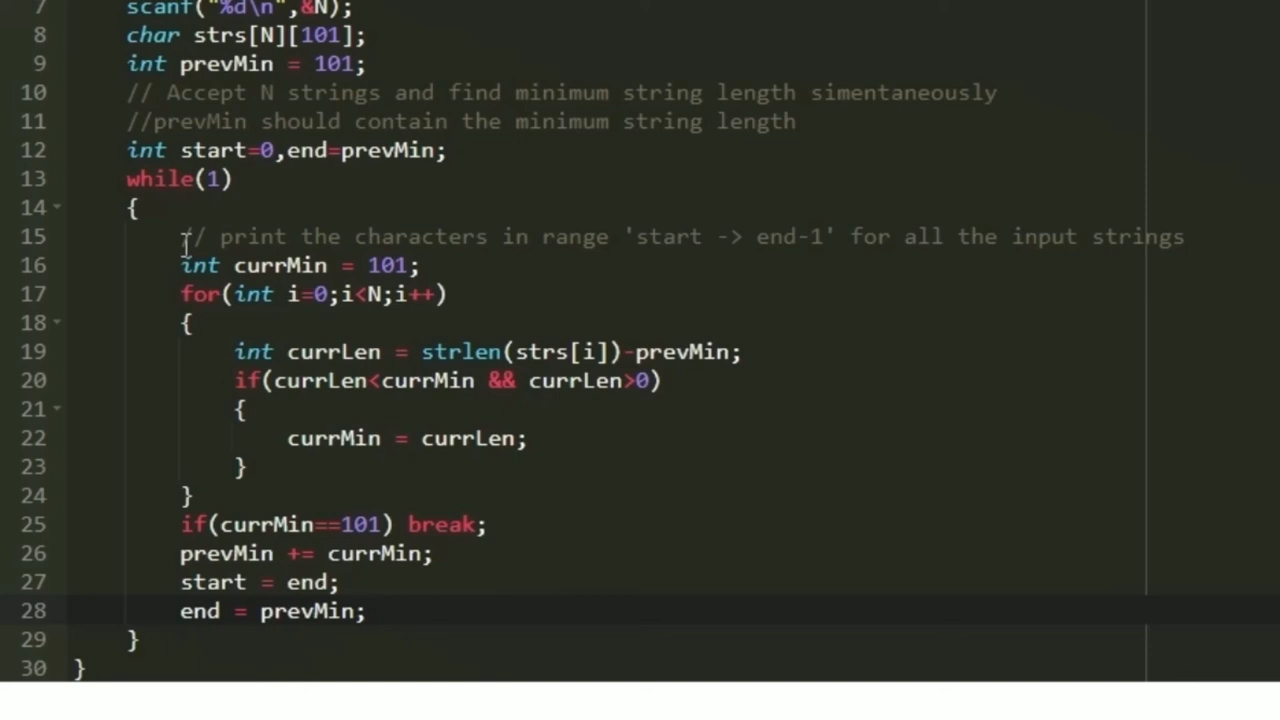 7 scanf("%d\n",&N);
8 char strs[N][101];
9 int prevMin = 101;
10 // Accept N strings and find minimum string length simentaneously
11 //prevMin should contain the minimum string length
12 int start=0,end=prevMin;
13 while(1)
14 {
15 // print the characters in range 'start -> end-1' for all the input strings
16 int currMin = 101;
17 for(int i=0;i<N;i++)
18 {
19 int currLen = strlen(strs[i])-prevMin;
20 if(currLen<currMin && currLen>0)
21 {
22 currMin = currLen;
23 }
24 }
25 if(currMin==101) break;
26 prevMin += currMin;
27 start = end;
28 end = prevMin;
29 }
30 }